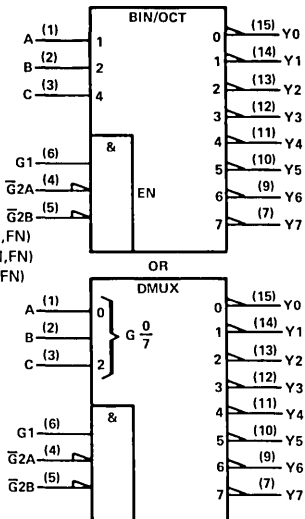 BIN/OCT
A (1) 1 0 (15) Y0
B (2) 2 1 (14) Y1
C (3) 4 2 (13) Y2
3 (12) Y3
& 4 (11) Y4
G1 (6) 5 (10) Y5
G̅2A (4) EN 6 (9) Y6
G̅2B (5) 7 (7) Y7
,FN)
,FN)
FN)
OR
DMUX
A (1) 0 0 (15) Y0
B (2) } G 0/7 1 (14) Y1
C (3) 2 2 (13) Y2
3 (12) Y3
& 4 (11) Y4
G1 (6) 5 (10) Y5
G̅2A (4) 6 (9) Y6
G̅2B (5) 7 (7) Y7